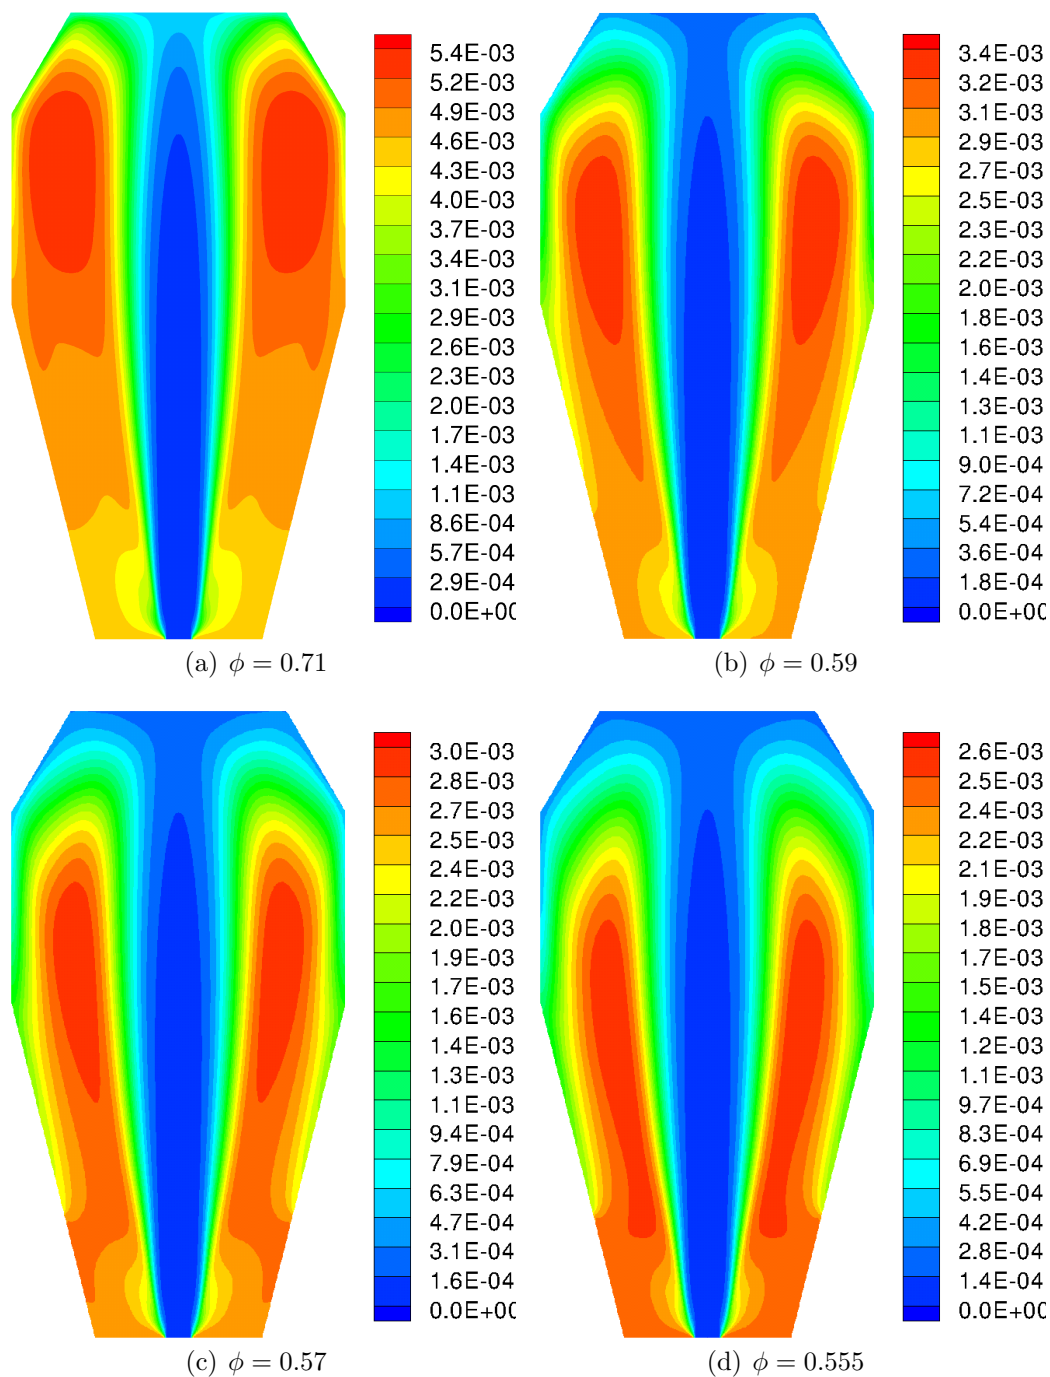 5.4E-03
5.2E-03
4.9E-03
4.6E-03
4.3E-03
4.0E-03
3.7E-03
3.4E-03
3.1E-03
2.9E-03
2.6E-03
2.3E-03
2.0E-03
1.7E-03
1.4E-03
1.1E-03
8.6E-04
5.7E-04
2.9E-04
0.0E+00
(a) ϕ = 0.71
3.4E-03
3.2E-03
3.1E-03
2.9E-03
2.7E-03
2.5E-03
2.3E-03
2.2E-03
2.0E-03
1.8E-03
1.6E-03
1.4E-03
1.3E-03
1.1E-03
9.0E-04
7.2E-04
5.4E-04
3.6E-04
1.8E-04
0.0E+00
(b) ϕ = 0.59
3.0E-03
2.8E-03
2.7E-03
2.5E-03
2.4E-03
2.2E-03
2.0E-03
1.9E-03
1.7E-03
1.6E-03
1.4E-03
1.3E-03
1.1E-03
9.4E-04
7.9E-04
6.3E-04
4.7E-04
3.1E-04
1.6E-04
0.0E+00
(c) ϕ = 0.57
2.6E-03
2.5E-03
2.4E-03
2.2E-03
2.1E-03
1.9E-03
1.8E-03
1.7E-03
1.5E-03
1.4E-03
1.2E-03
1.1E-03
9.7E-04
8.3E-04
6.9E-04
5.5E-04
4.2E-04
2.8E-04
1.4E-04
0.0E+00
(d) ϕ = 0.555